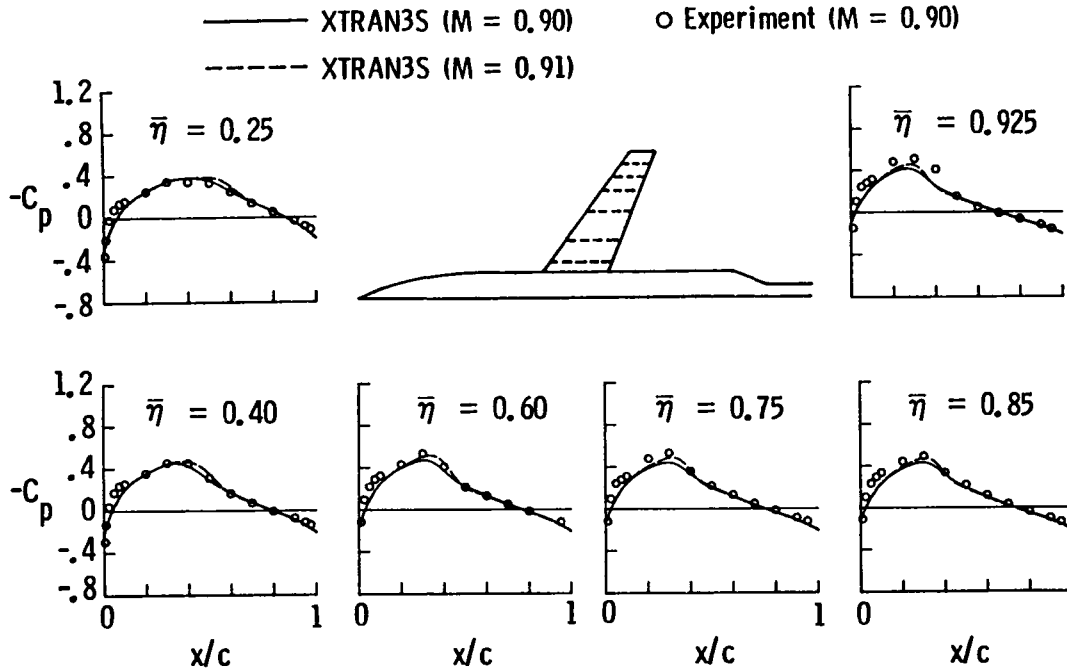 XTRAN3S (M = 0.90)
Experiment (M = 0.90)
XTRAN3S (M = 0.91)
1.2
.8
.4
0
-.4
-.8
-Cp
η̅ = 0.25
η̅ = 0.925
1.2
.8
.4
0
-.4
-.8
-Cp
η̅ = 0.40
η̅ = 0.60
η̅ = 0.75
η̅ = 0.85
0 1
0 1
0 1
0
x/c
x/c
x/c
x/c